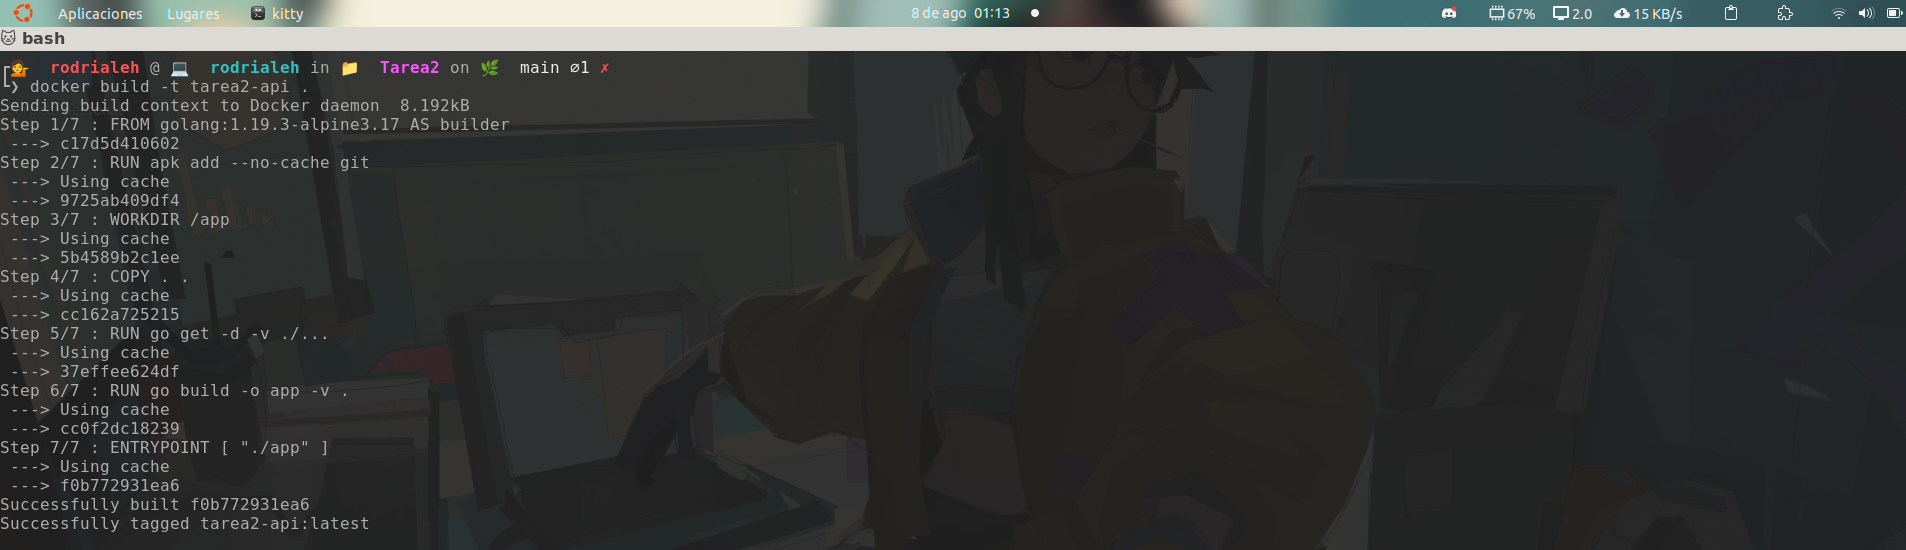 Aplicaciones Lugares kitty 8 de ago 01:13 67% 2.0 15 KB/s
bash
rodrialeh @ rodrialeh in Tarea2 on main ∅1 ✗
❯ docker build -t tarea2-api .
Sending build context to Docker daemon  8.192kB
Step 1/7 : FROM golang:1.19.3-alpine3.17 AS builder
 ---> c17d5d410602
Step 2/7 : RUN apk add --no-cache git
 ---> Using cache
 ---> 9725ab409df4
Step 3/7 : WORKDIR /app
 ---> Using cache
 ---> 5b4589b2c1ee
Step 4/7 : COPY . .
 ---> Using cache
 ---> cc162a725215
Step 5/7 : RUN go get -d -v ./...
 ---> Using cache
 ---> 37effee624df
Step 6/7 : RUN go build -o app -v .
 ---> Using cache
 ---> cc0f2dc18239
Step 7/7 : ENTRYPOINT [ "./app" ]
 ---> Using cache
 ---> f0b772931ea6
Successfully built f0b772931ea6
Successfully tagged tarea2-api:latest